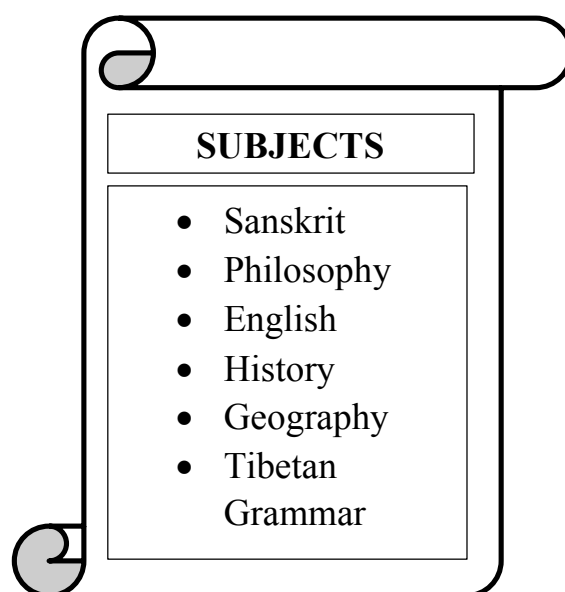 SUBJECTS
• Sanskrit
• Philosophy
• English
• History
• Geography
• Tibetan
Grammar